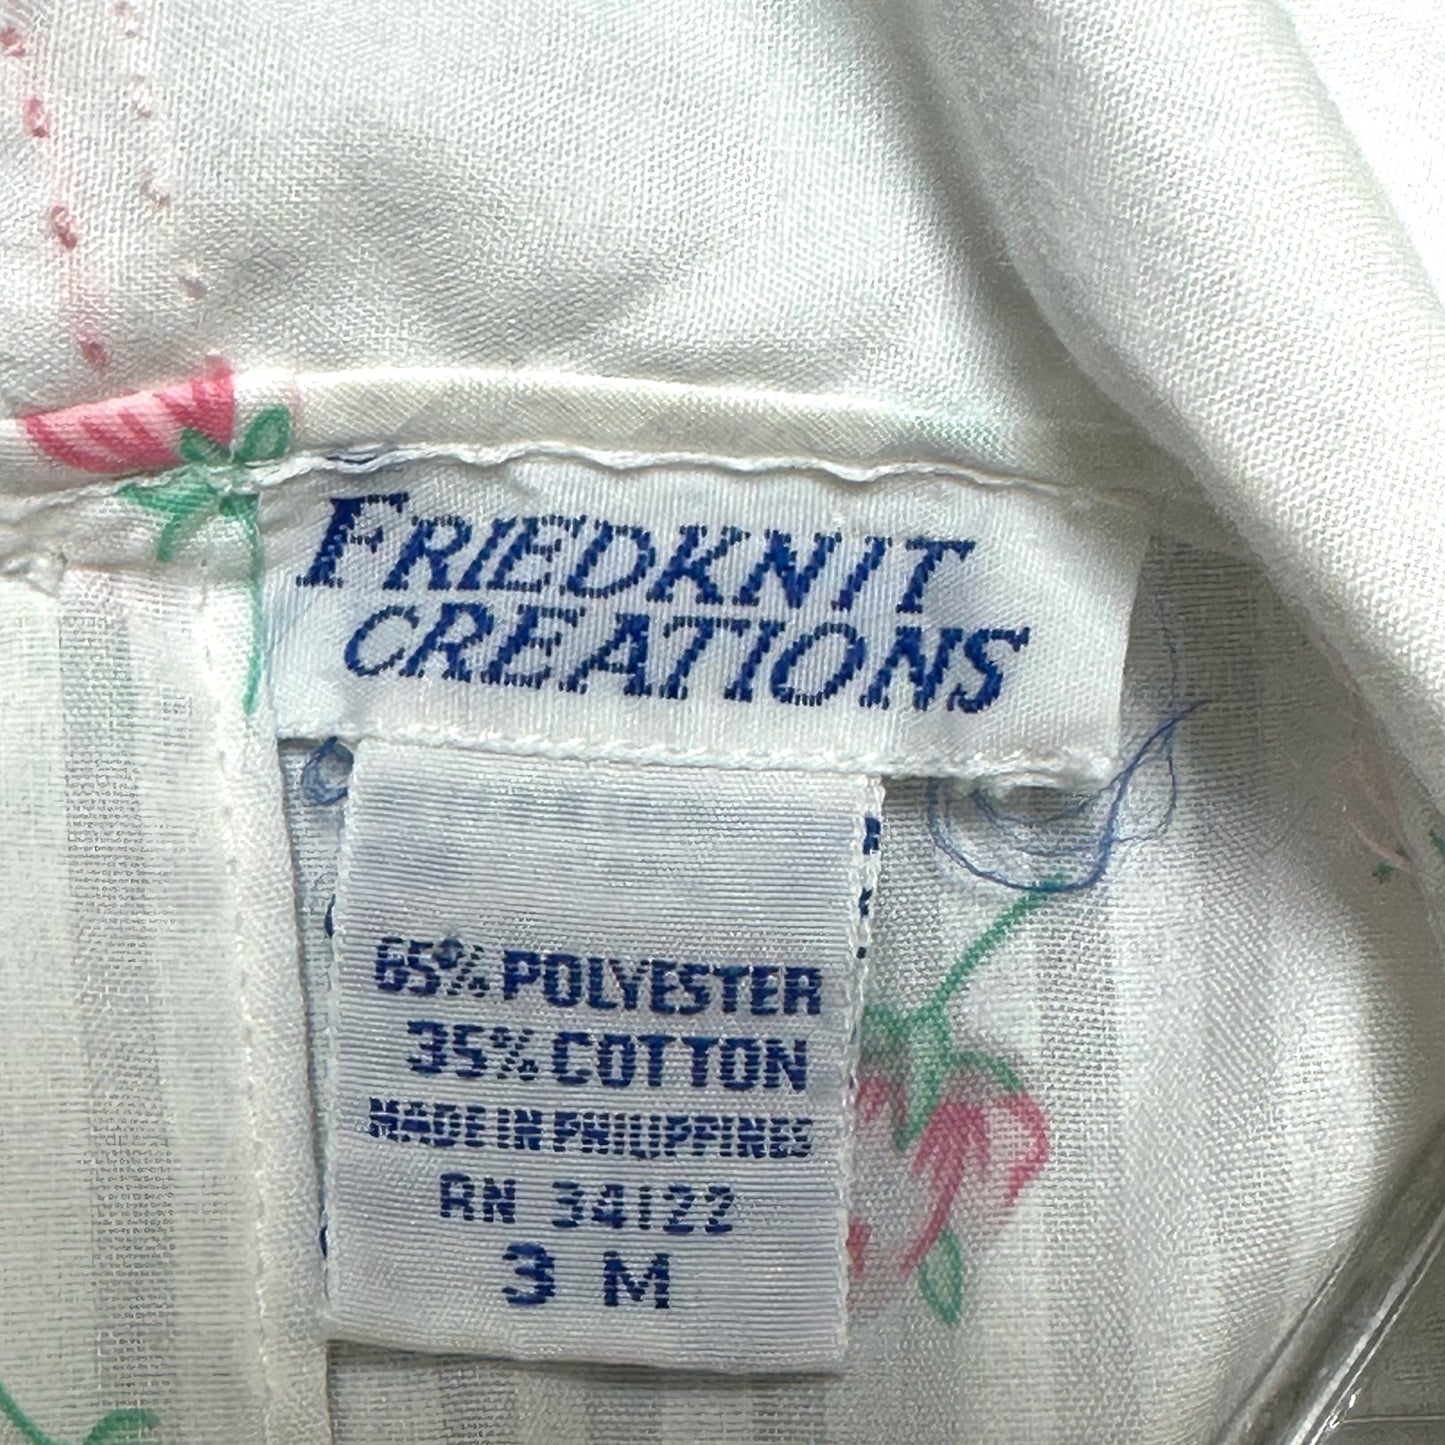 FRIEDKNIT
CREATIONS
65% POLYESTER
35% COTTON
MADE IN PHILIPPINES
RN 34122
3 M